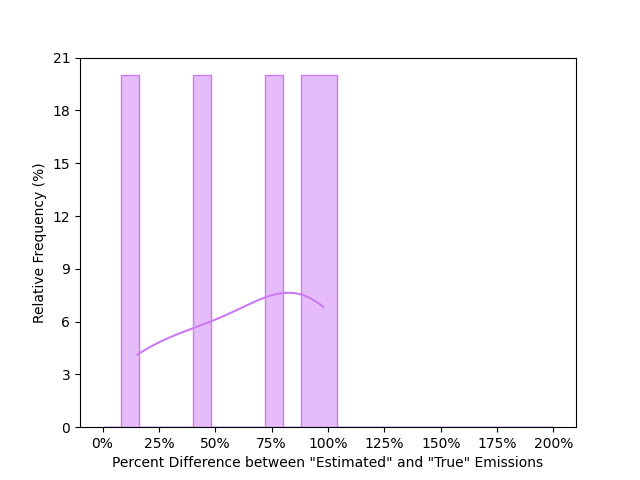 21
18
15
12
9
6
3
0
Relative Frequency (%)
0% 25% 50% 75% 100% 125% 150% 175% 200%
Percent Difference between "Estimated" and "True" Emissions